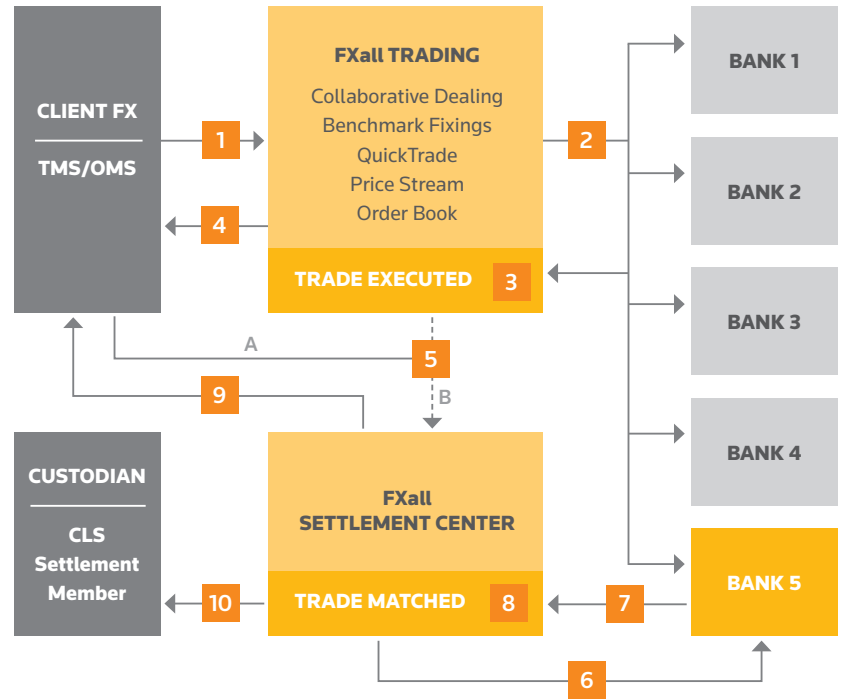 CLIENT FX
TMS/OMS
1
4
FXall TRADING
Collaborative Dealing
Benchmark Fixings
QuickTrade
Price Stream
Order Book
TRADE EXECUTED 3
2
BANK 1
BANK 2
BANK 3
BANK 4
BANK 5
A
5
B
9
CUSTODIAN
CLS
Settlement
Member
10
FXall
SETTLEMENT CENTER
TRADE MATCHED 8
7
6